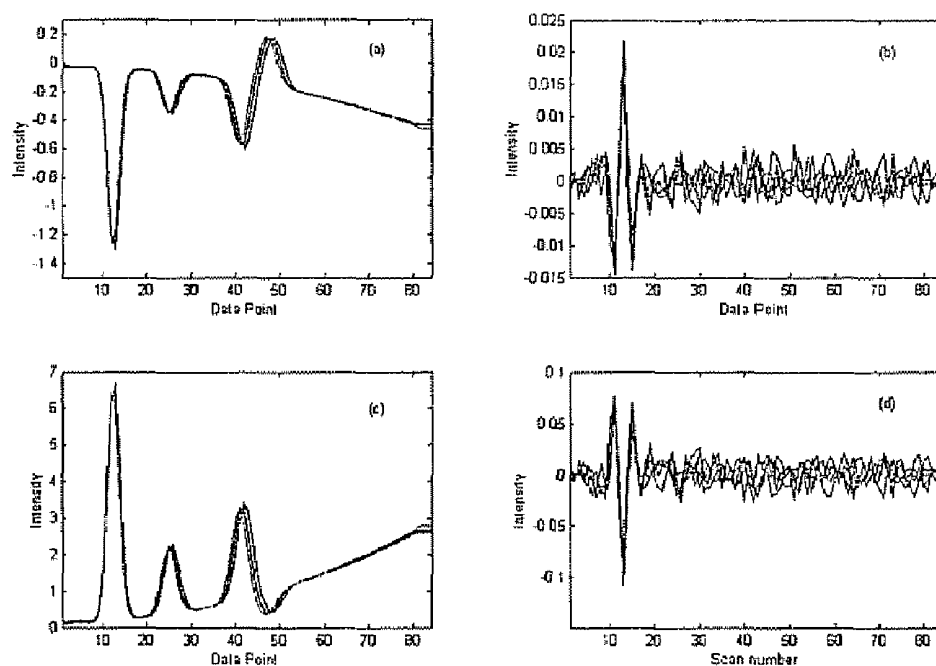 0.2
0
-0.2
-0.4
-0.6
-0.8
-1
-1.2
-1.4
Intensity
(a)
10 20 30 40 50 60 70 80
Data Point
0.025
0.02
0.015
0.01
0.005
0
-0.005
-0.01
-0.015
Intensity
(b)
10 20 30 40 50 60 70 80
Data Point
7
6
5
4
3
2
1
0
Intensity
(c)
10 20 30 40 50 60 70 80
Data Point
0.1
0.05
0
-0.05
-0.1
Intensity
(d)
10 20 30 40 50 60 70 80
Scan number